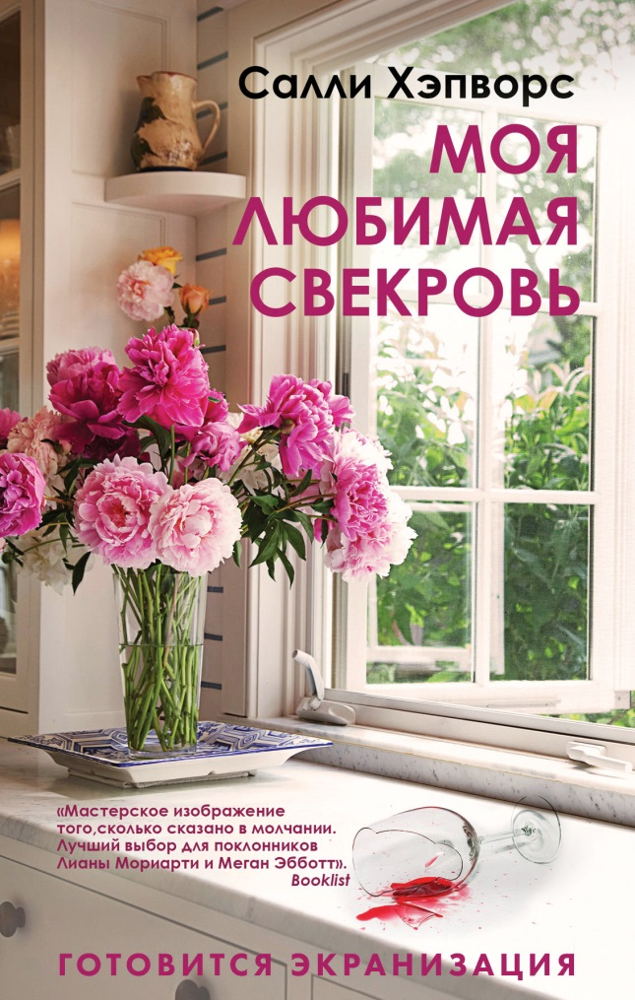 Салли Хэпворс
МОЯ
ЛЮБИМАЯ
СВЕКРОВЬ
«Мастерское изображение
того,сколько сказано в молчании.
Лучший выбор для поклонников
Лианы Мориарти и Меган Эбботт».
Booklist
ГОТОВИТСЯ ЭКРАНИЗАЦИЯ